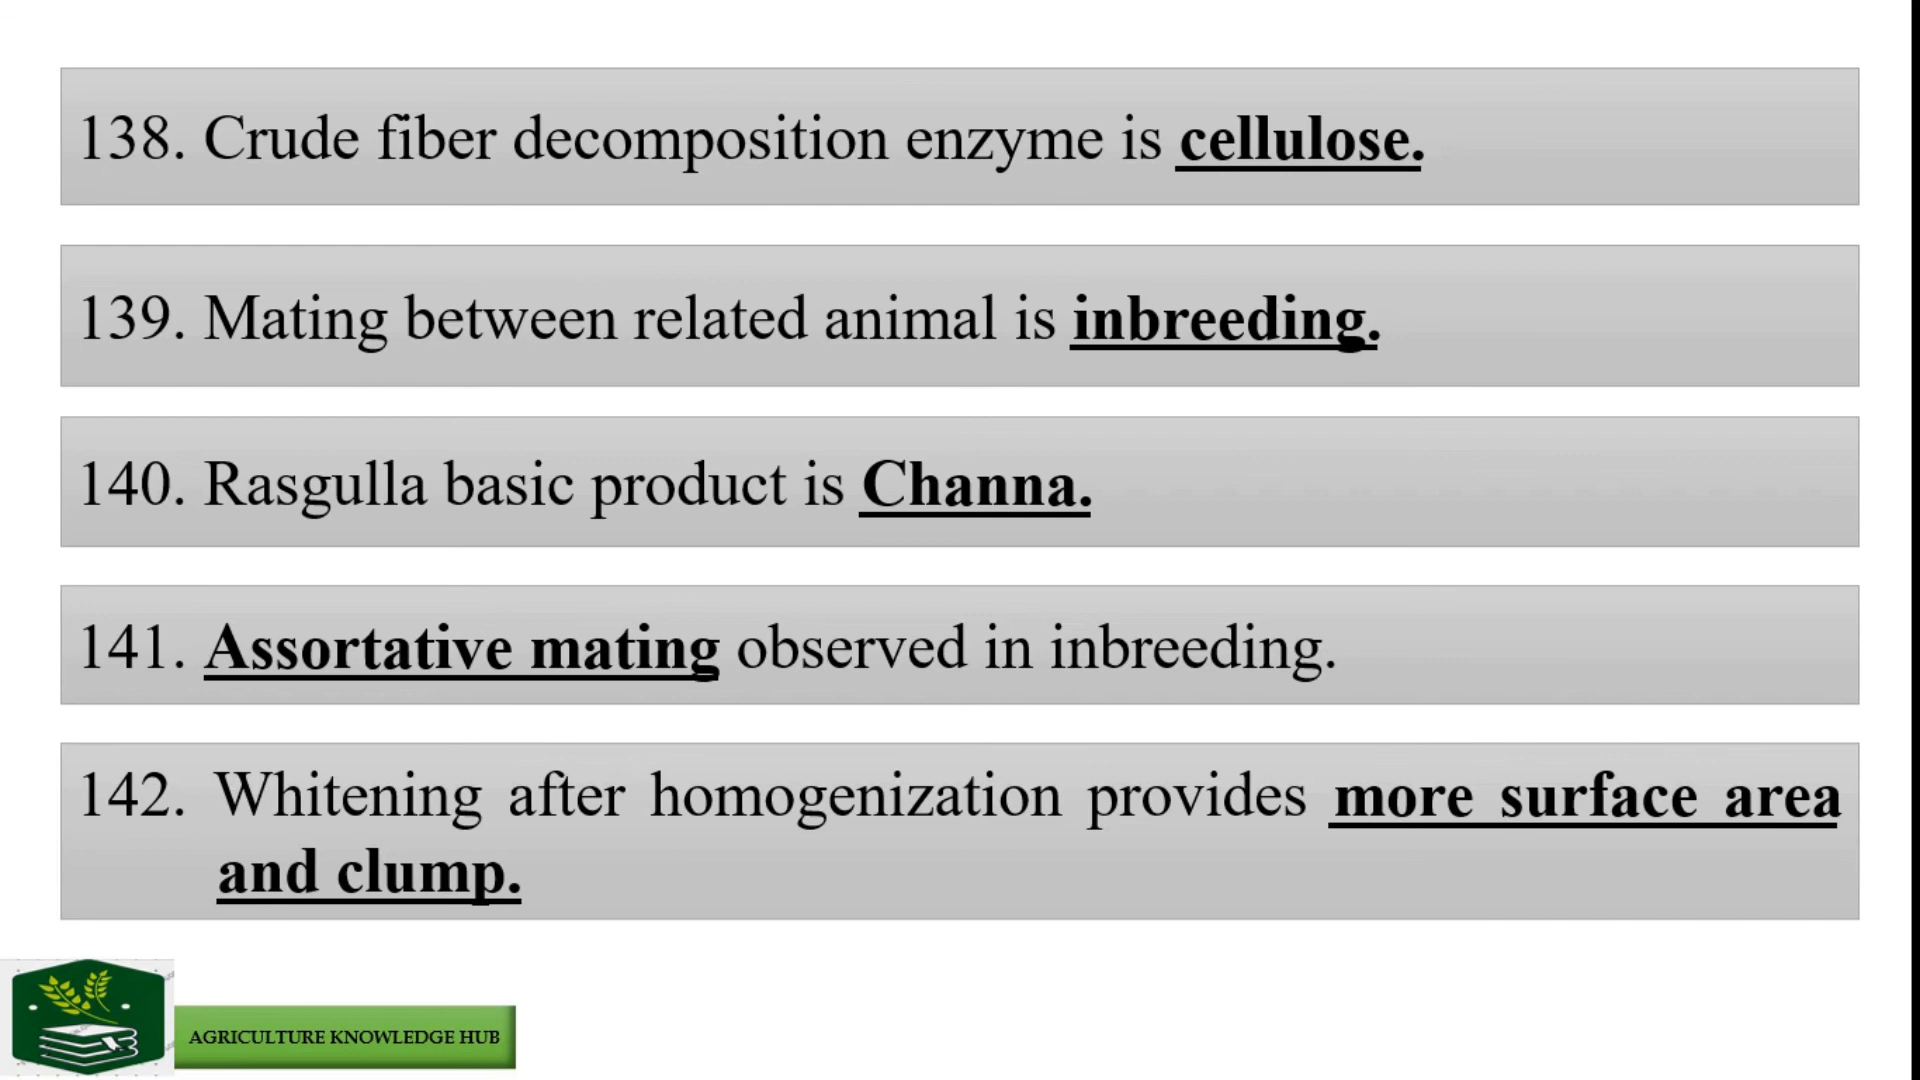 138. Crude fiber decomposition enzyme is cellulose.
139. Mating between related animal is inbreeding.
140. Rasgulla basic product is Channa.
141. Assortative mating observed in inbreeding.
142. Whitening after homogenization provides more surface area
and clump.
AGRICULTURE KNOWLEDGE HUB